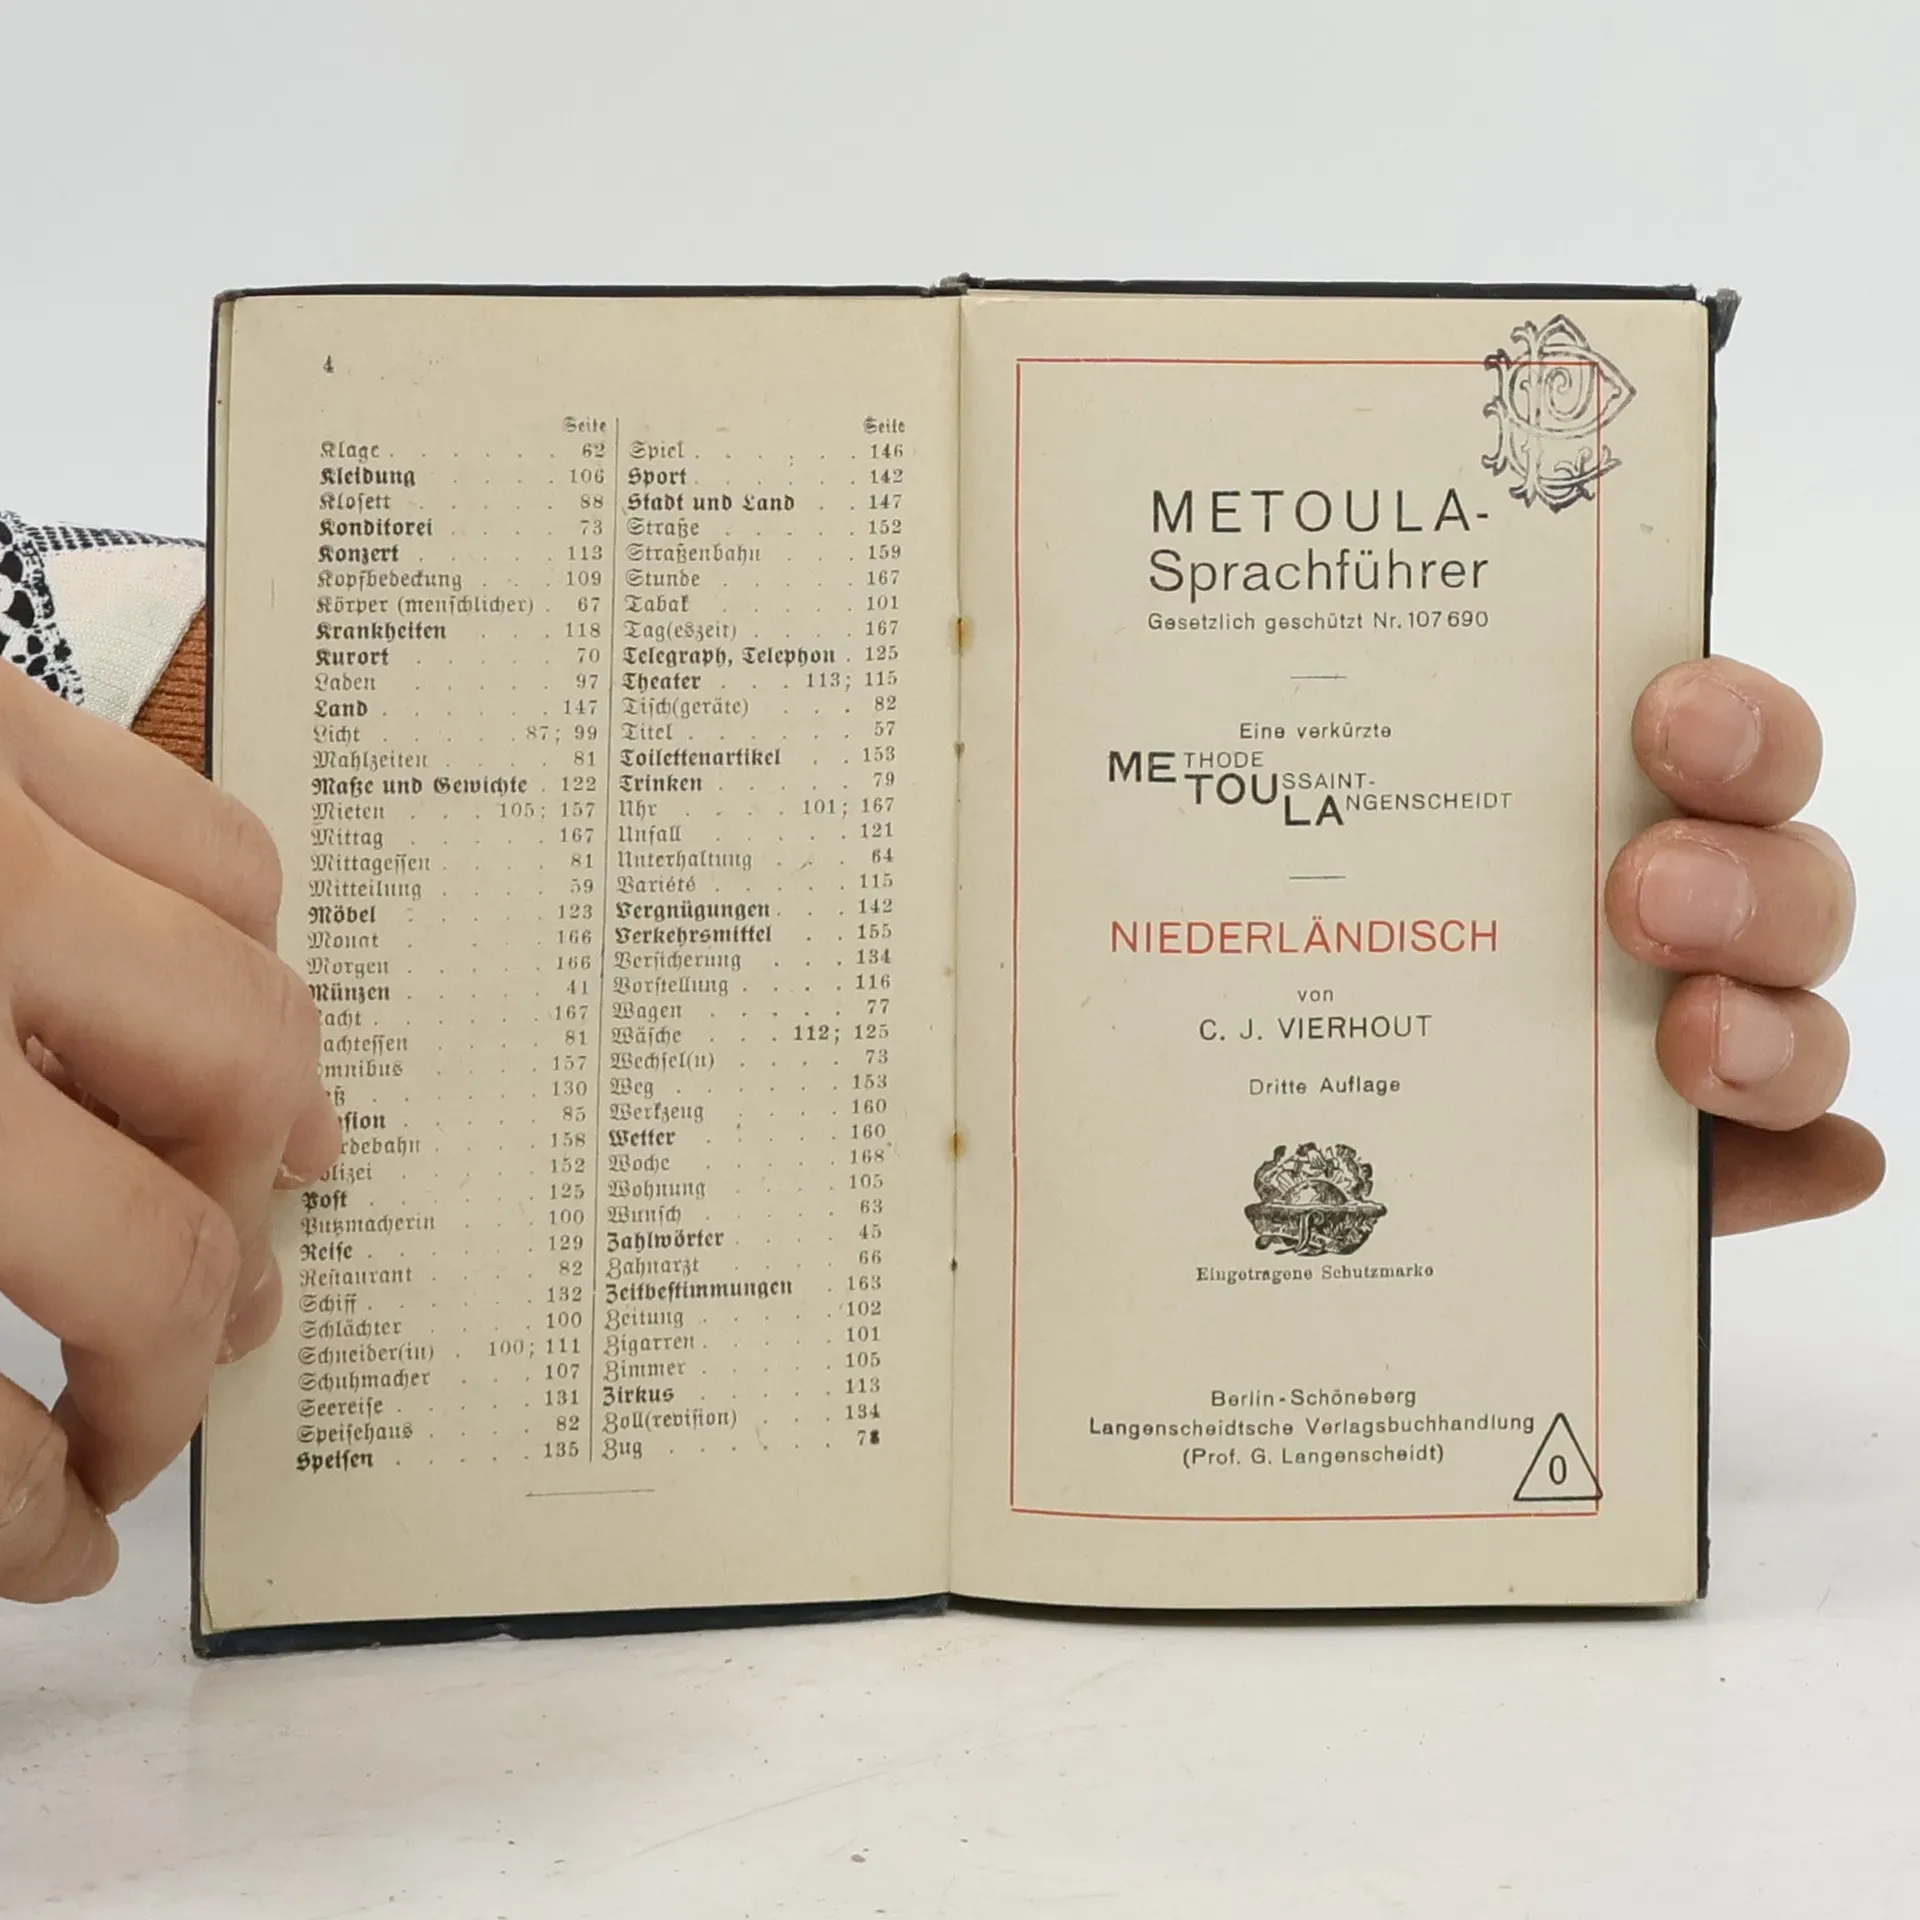 4
Seite
Klage . . . . . . . 62
Kleidung . . . . 106
Klosett . . . . . 88
Konditorei . . . . . 73
Konzert . . . . . . 113
Kopfbedeckung . . . 109
Körper (menschlicher) . 67
Krankheiten . . . 118
Kurort . . . . . . 70
Laden . . . . . . 97
Land . . . . . . . 147
Licht . . . . . 87; 99
Mahlzeiten . . . . 81
Maße und Gewichte . 122
Mieten . . . 105; 157
Mittag . . . . . . 167
Mittagessen . . . . 81
Mitteilung . . . . 59
Möbel . . . . . 123
Monat . . . . . 166
Morgen . . . . . 166
Münzen . . . . . 41
acht . . . . . . 167
achtessen . . . . 81
mnibus . . . . 157
ß . . . . . . 130
sion . . . . . . 85
rdebahn . . . . 158
olizei . . . . . 152
Post . . . . . . 125
Putzmacherin . . . 100
Reise . . . . . . 129
Restaurant . . . . 82
Schiff . . . . . . 132
Schlächter . . . . 100
Schneider(in) . 100; 111
Schuhmacher . . . 107
Seereise . . . . . 131
Speisehaus . . . . 82
Speisen . . . . . 135
Seite
Spiel . . . . . . 146
Sport . . . . . . 142
Stadt und Land . . 147
Straße . . . . . 152
Straßenbahn . . . 159
Stunde . . . . . 167
Tabak . . . . . 101
Tag(eszeit) . . . . 167
Telegraph, Telephon . 125
Theater . . . 113; 115
Tisch(geräte) . . . 82
Titel . . . . . . . 57
Toilettenartikel . . 153
Trinken . . . . . 79
Uhr . . . . 101; 167
Unfall . . . . . 121
Unterhaltung . . . 64
Variété . . . . . 115
Vergnügungen . . . 142
Verkehrsmittel . . 155
Versicherung . . . 134
Vorstellung . . . . 116
Wagen . . . . . 77
Wäsche . . . 112; 125
Wechsel(n) . . . . 73
Weg . . . . . . 153
Werkzeug . . . . 160
Wetter . . . . . 160
Woche . . . . . 168
Wohnung . . . . 105
Wunsch . . . . . 63
Zahlwörter . . . . 45
Zahnarzt . . . . 66
Zeitbestimmungen . 163
Zeitung . . . . . 102
Zigarren . . . . . 101
Zimmer . . . . . 105
Zirkus . . . . . 113
Zoll(revision) . . . 134
Zug . . . . . .
METOULA-
Sprachführer
Gesetzlich geschützt Nr. 107690
Eine verkürzte
METHODE
TOUSSAINT-
LANGENSCHEIDT
NIEDERLÄNDISCH
von
C. J. VIERHOUT
Dritte Auflage
Eingetragene Schutzmarke
Berlin-Schöneberg
Langenscheidtsche Verlagsbuchhandlung
(Prof. G. Langenscheidt)
0